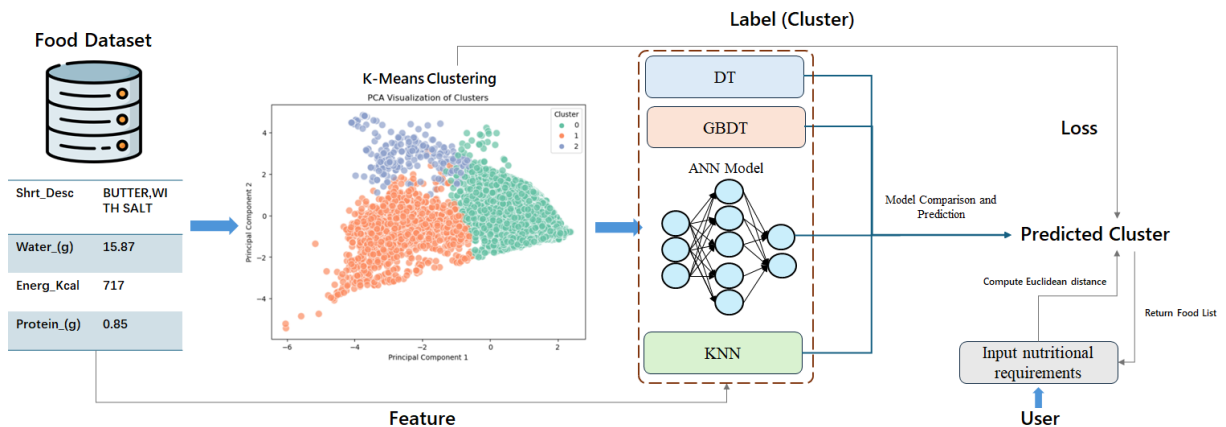 Food Dataset
Shrt_Desc
BUTTER,WI
TH SALT
Water_(g)
15.87
Energ_Kcal
717
Protein_(g)
0.85
K-Means Clustering
PCA Visualization of Clusters
Cluster
0
1
2
4
2
0
−2
−4
Principal Component 2
−6
−4
−2
0
2
Principal Component 1
Label (Cluster)
DT
GBDT
ANN Model
KNN
Model Comparison and
Prediction
Loss
Predicted Cluster
Compute Euclidean distance
Return Food List
Input nutritional
requirements
User
Feature